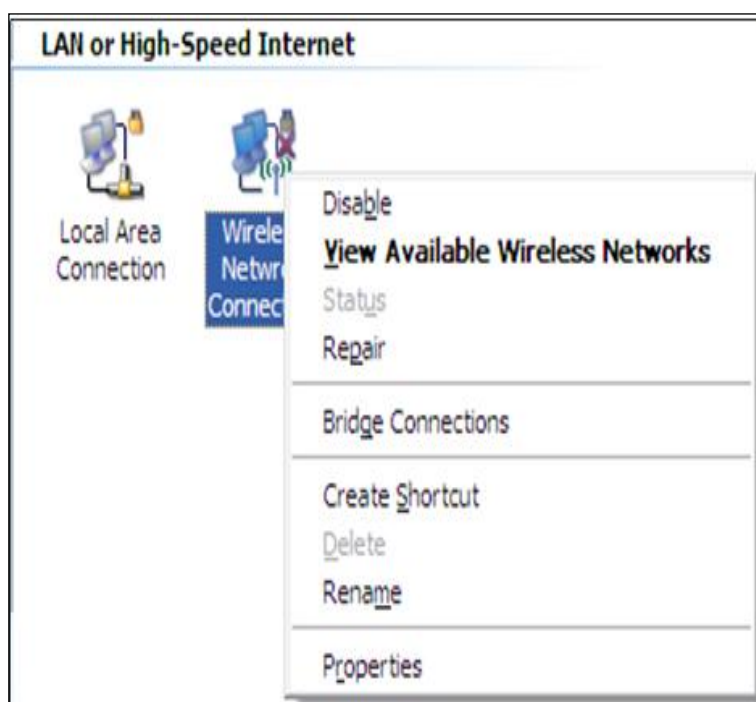 LAN or High-Speed Internet
Local Area
Connection
Disable
View Available Wireless Networks
Status
Repair
Bridge Connections
Create Shortcut
Delete
Rename
Properties